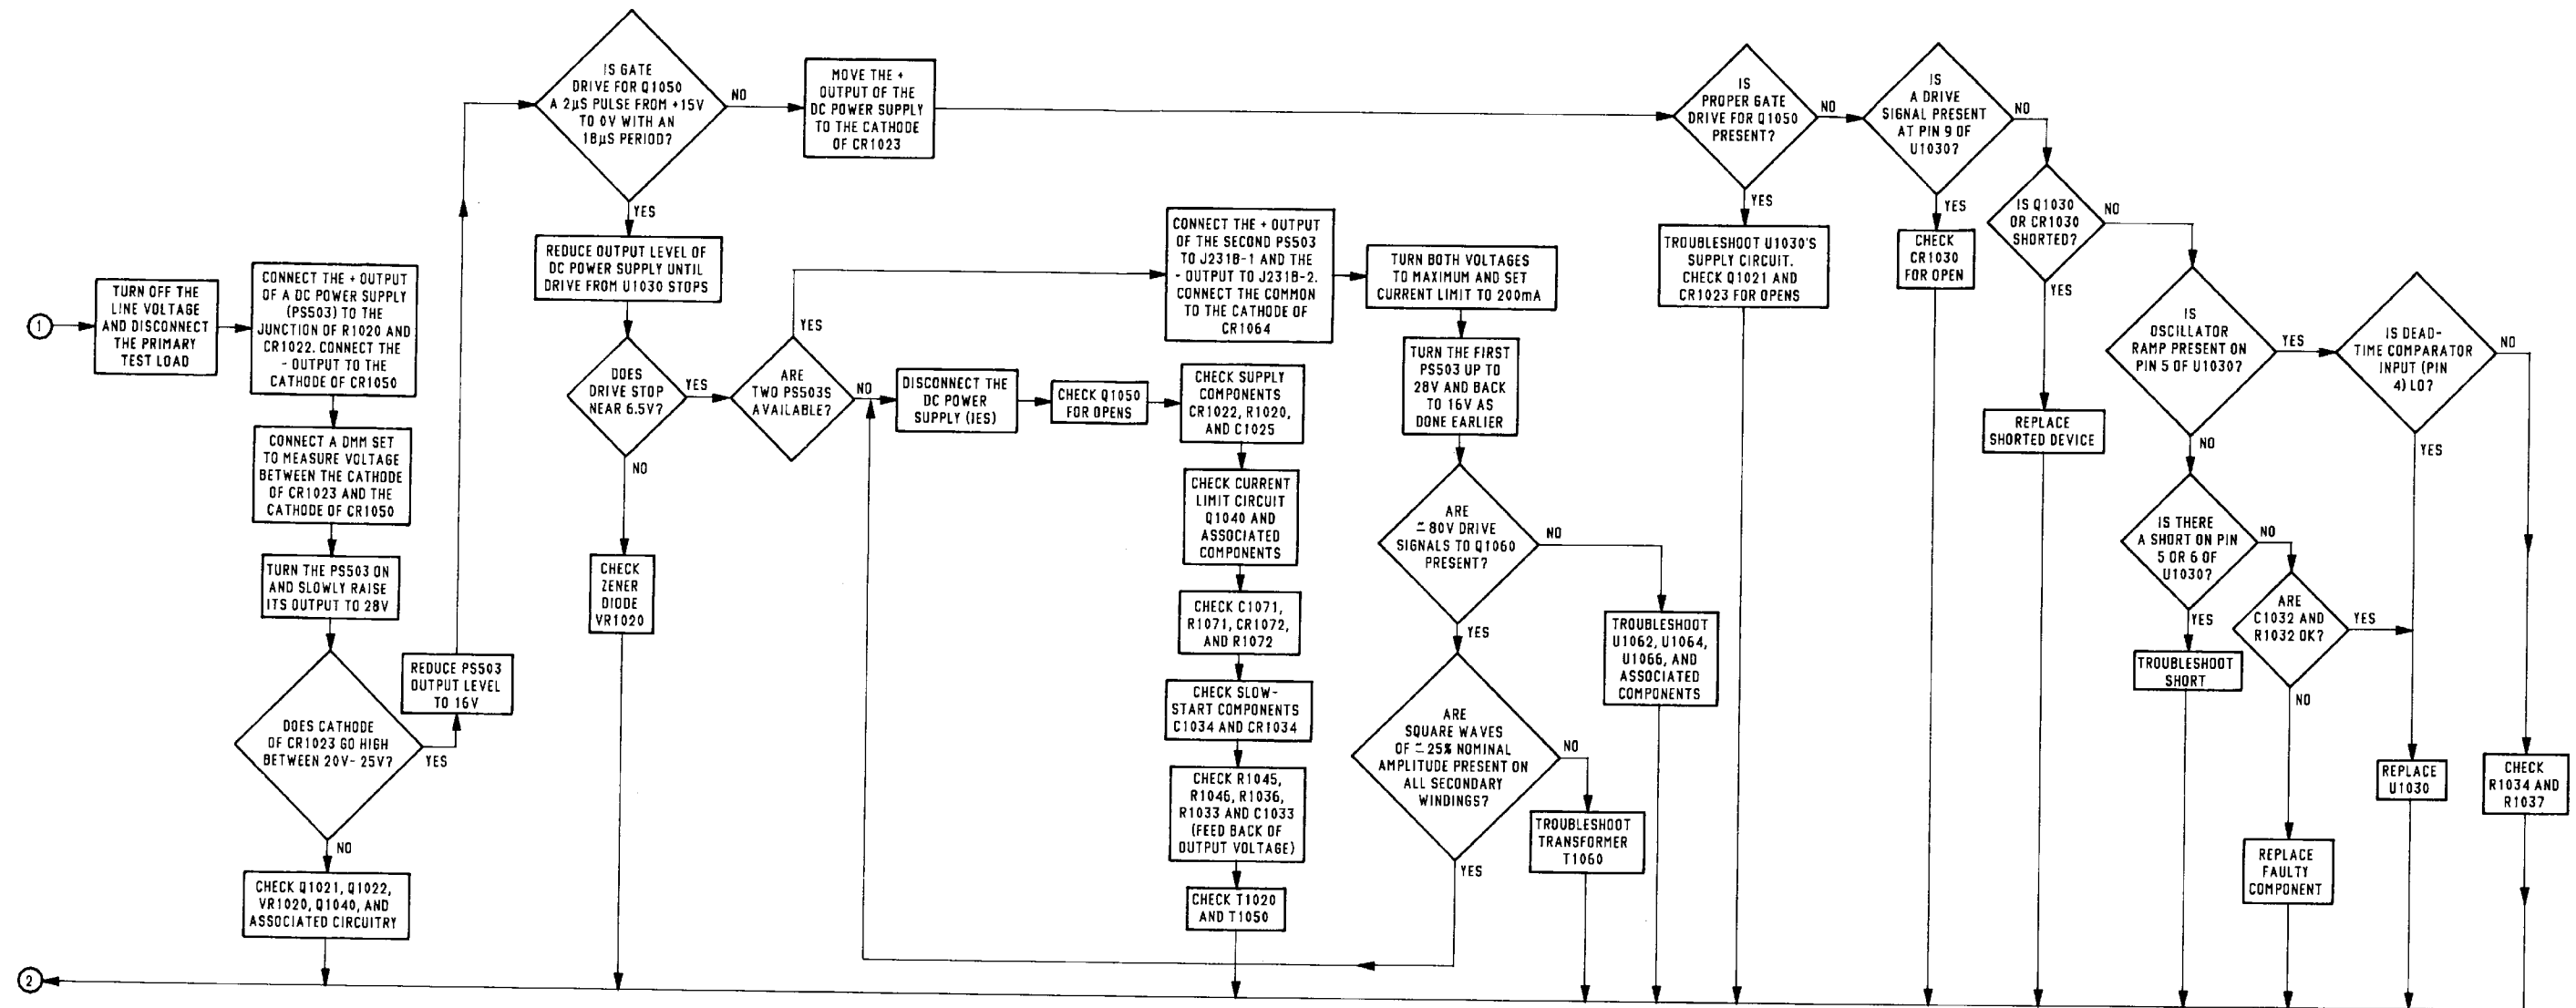 1
TURN OFF THE
LINE VOLTAGE
AND DISCONNECT
THE PRIMARY
TEST LOAD
CONNECT THE + OUTPUT
OF A DC POWER SUPPLY
(PS503) TO THE
JUNCTION OF R1020 AND
CR1022. CONNECT THE
- OUTPUT TO THE
CATHODE OF CR1050
CONNECT A DMM SET
TO MEASURE VOLTAGE
BETWEEN THE CATHODE
OF CR1023 AND THE
CATHODE OF CR1050
TURN THE PS503 ON
AND SLOWLY RAISE
ITS OUTPUT TO 28V
DOES CATHODE
OF CR1023 GO HIGH
BETWEEN 20V- 25V?
YES
NO
CHECK Q1021, Q1022,
VR1020, Q1040, AND
ASSOCIATED CIRCUITRY
REDUCE PS503
OUTPUT LEVEL
TO 16V
IS GATE
DRIVE FOR Q1050
A 2µS PULSE FROM +15V
TO 0V WITH AN
18µS PERIOD?
NO
YES
MOVE THE +
OUTPUT OF THE
DC POWER SUPPLY
TO THE CATHODE
OF CR1023
REDUCE OUTPUT LEVEL OF
DC POWER SUPPLY UNTIL
DRIVE FROM U1030 STOPS
DOES
DRIVE STOP
NEAR 6.5V?
YES
NO
CHECK
ZENER
DIODE
VR1020
ARE
TWO PS503S
AVAILABLE?
YES
NO
DISCONNECT THE
DC POWER
SUPPLY (IES)
CHECK Q1050
FOR OPENS
CHECK SUPPLY
COMPONENTS
CR1022, R1020,
AND C1025
CHECK CURRENT
LIMIT CIRCUIT
Q1040 AND
ASSOCIATED
COMPONENTS
CHECK C1071,
R1071, CR1072,
AND R1072
CHECK SLOW-
START COMPONENTS
C1034 AND CR1034
CHECK R1045,
R1046, R1036,
R1033 AND C1033
(FEED BACK OF
OUTPUT VOLTAGE)
CHECK T1020
AND T1050
CONNECT THE + OUTPUT
OF THE SECOND PS503
TO J231B-1 AND THE
- OUTPUT TO J231B-2.
CONNECT THE COMMON
TO THE CATHODE OF
CR1064
TURN BOTH VOLTAGES
TO MAXIMUM AND SET
CURRENT LIMIT TO 200mA
TURN THE FIRST
PS503 UP TO
28V AND BACK
TO 16V AS
DONE EARLIER
ARE
≃80V DRIVE
SIGNALS TO Q1060
PRESENT?
NO
YES
TROUBLESHOOT
U1062, U1064,
U1066, AND
ASSOCIATED
COMPONENTS
ARE
SQUARE WAVES
OF ≃25% NOMINAL
AMPLITUDE PRESENT ON
ALL SECONDARY
WINDINGS?
NO
YES
TROUBLESHOOT
TRANSFORMER
T1060
IS
PROPER GATE
DRIVE FOR Q1050
PRESENT?
NO
YES
TROUBLESHOOT U1030'S
SUPPLY CIRCUIT.
CHECK Q1021 AND
CR1023 FOR OPENS
IS
A DRIVE
SIGNAL PRESENT
AT PIN 9 OF
U1030?
NO
YES
CHECK
CR1030
FOR OPEN
IS Q1030
OR CR1030
SHORTED?
NO
YES
REPLACE
SHORTED DEVICE
IS
OSCILLATOR
RAMP PRESENT ON
PIN 5 OF U1030?
YES
NO
IS THERE
A SHORT ON PIN
5 OR 6 OF
U1030?
NO
YES
TROUBLESHOOT
SHORT
ARE
C1032 AND
R1032 OK?
YES
NO
REPLACE
FAULTY
COMPONENT
IS DEAD-
TIME COMPARATOR
INPUT (PIN
4) LO?
NO
YES
REPLACE
U1030
CHECK
R1034 AND
R1037
2